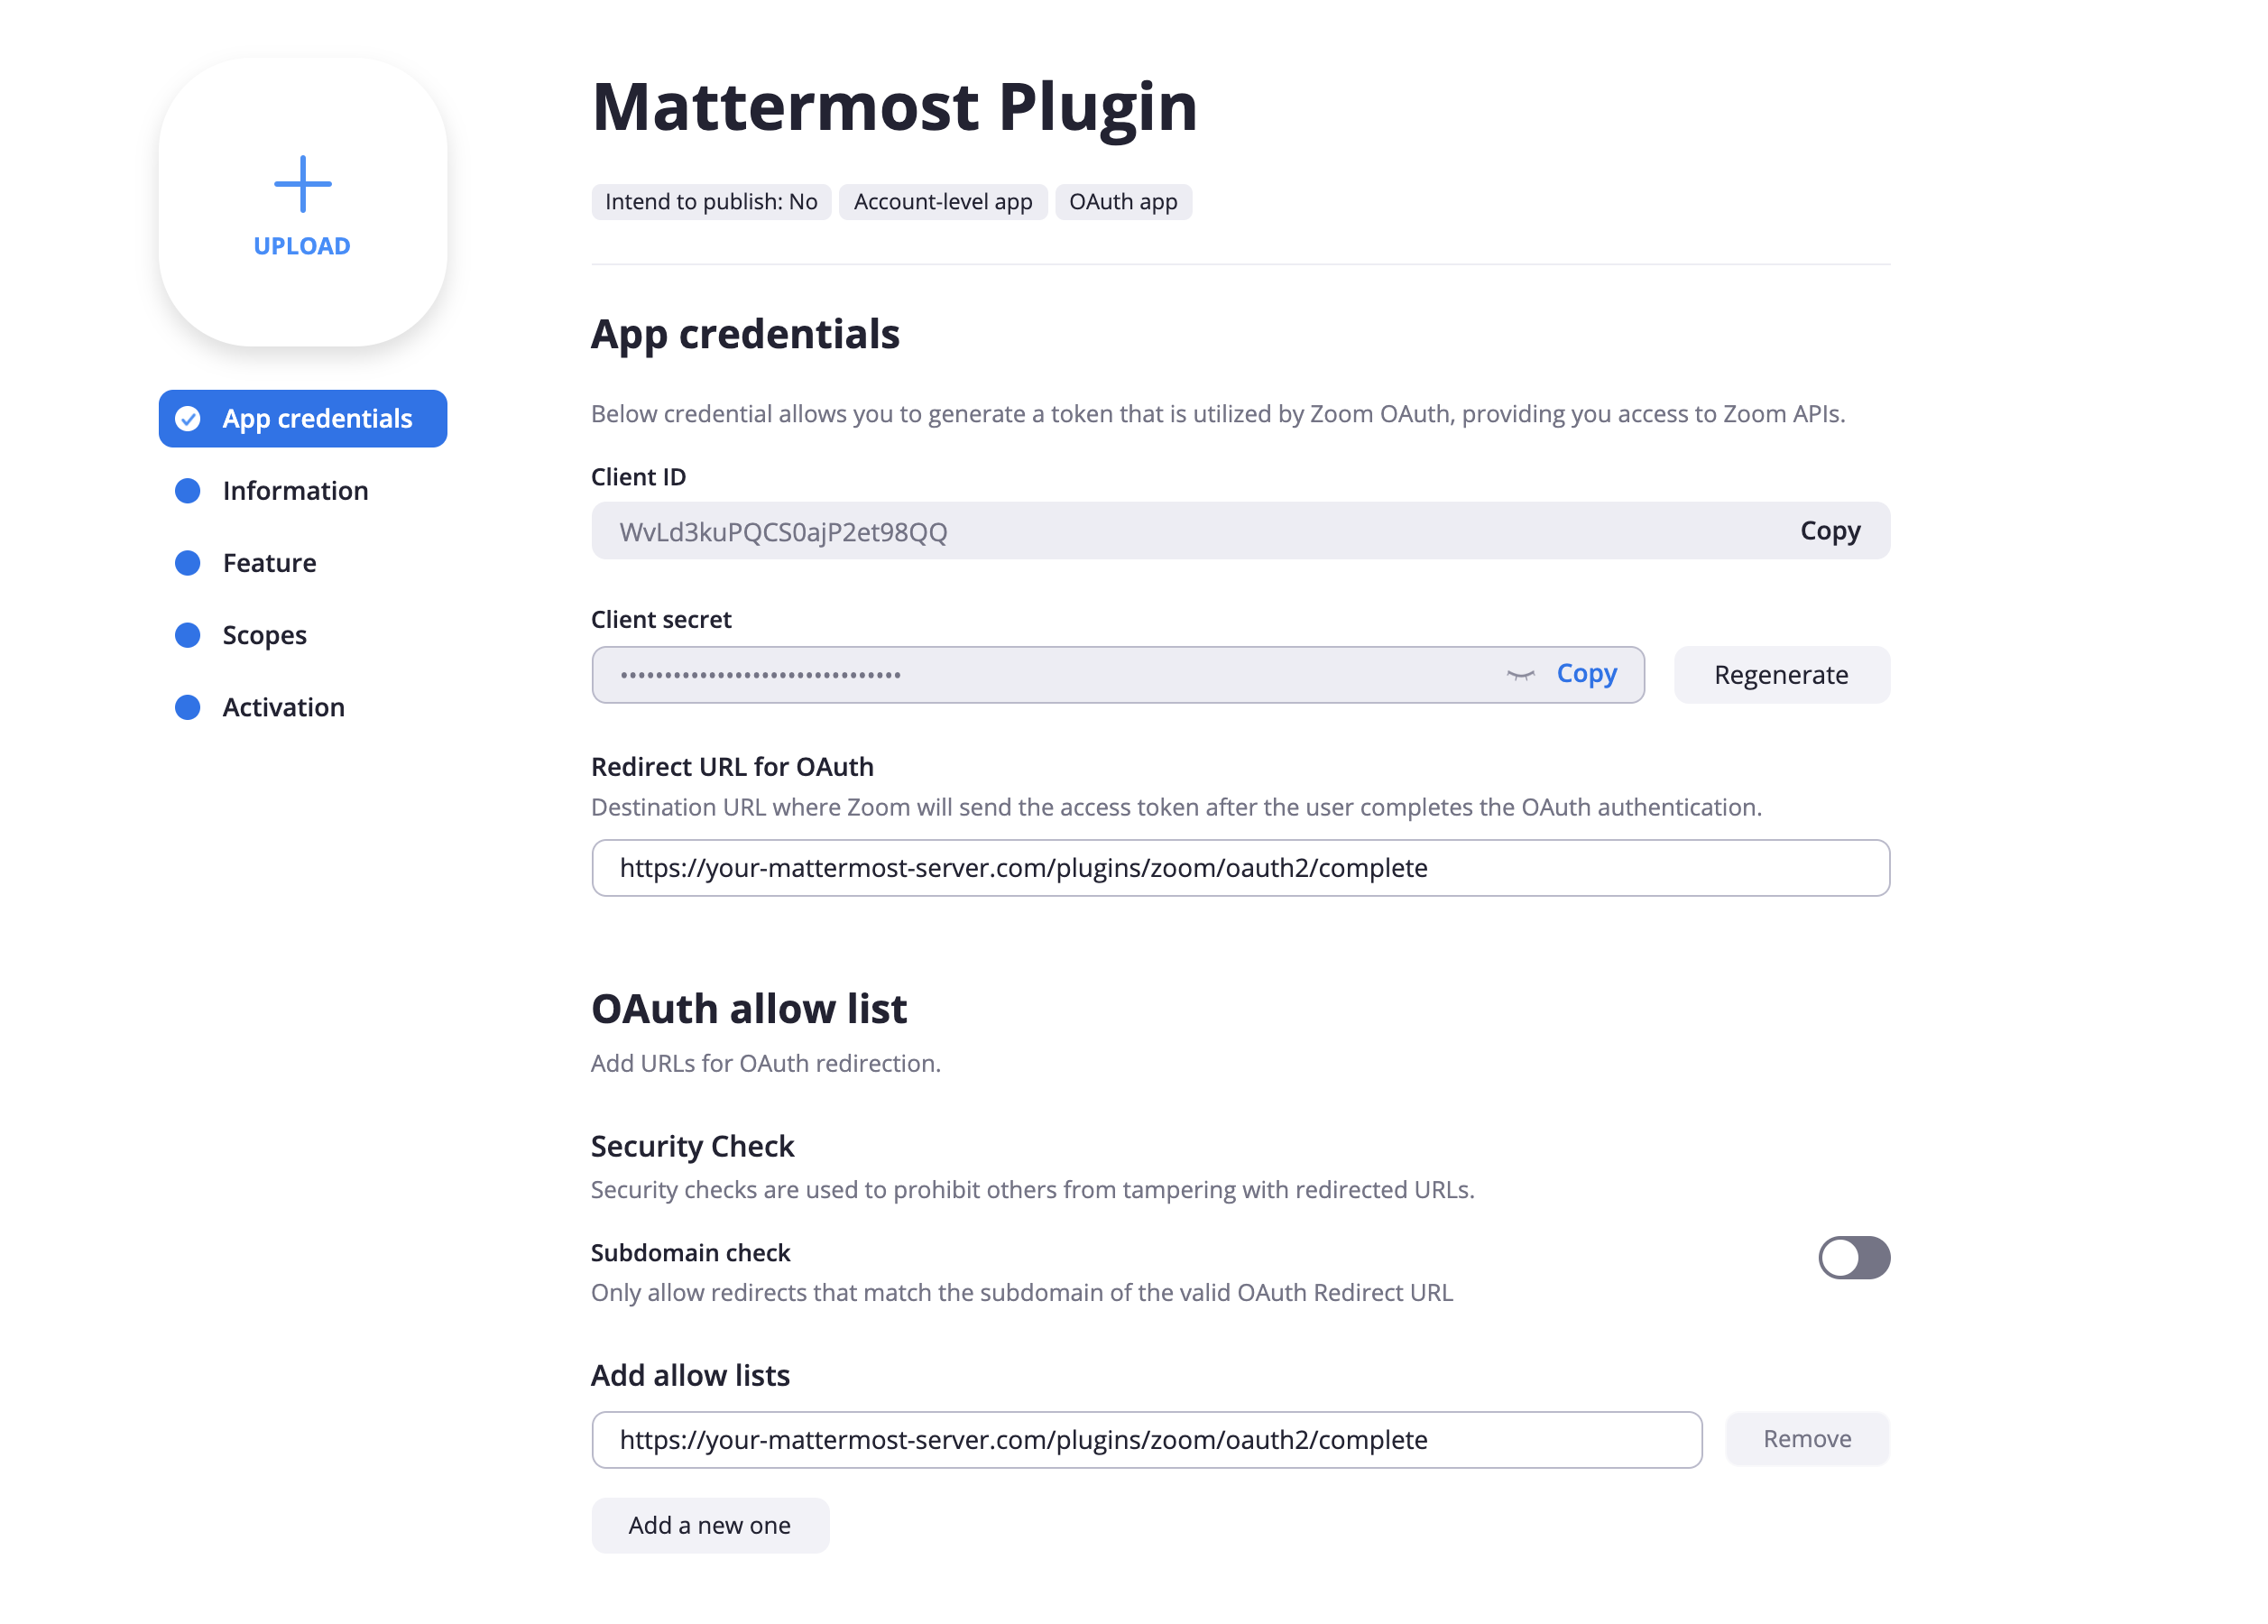 UPLOAD
App credentials
Information
Feature
Scopes
Activation
Mattermost Plugin
Intend to publish: No
Account-level app
OAuth app
App credentials
Below credential allows you to generate a token that is utilized by Zoom OAuth, providing you access to Zoom APIs.
Client ID
WvLd3kuPQCS0ajP2et98QQ
Copy
Client secret
••••••••••••••••••••••••••••••••
Copy
Regenerate
Redirect URL for OAuth
Destination URL where Zoom will send the access token after the user completes the OAuth authentication.
https://your-mattermost-server.com/plugins/zoom/oauth2/complete
OAuth allow list
Add URLs for OAuth redirection.
Security Check
Security checks are used to prohibit others from tampering with redirected URLs.
Subdomain check
Only allow redirects that match the subdomain of the valid OAuth Redirect URL
Add allow lists
https://your-mattermost-server.com/plugins/zoom/oauth2/complete
Remove
Add a new one